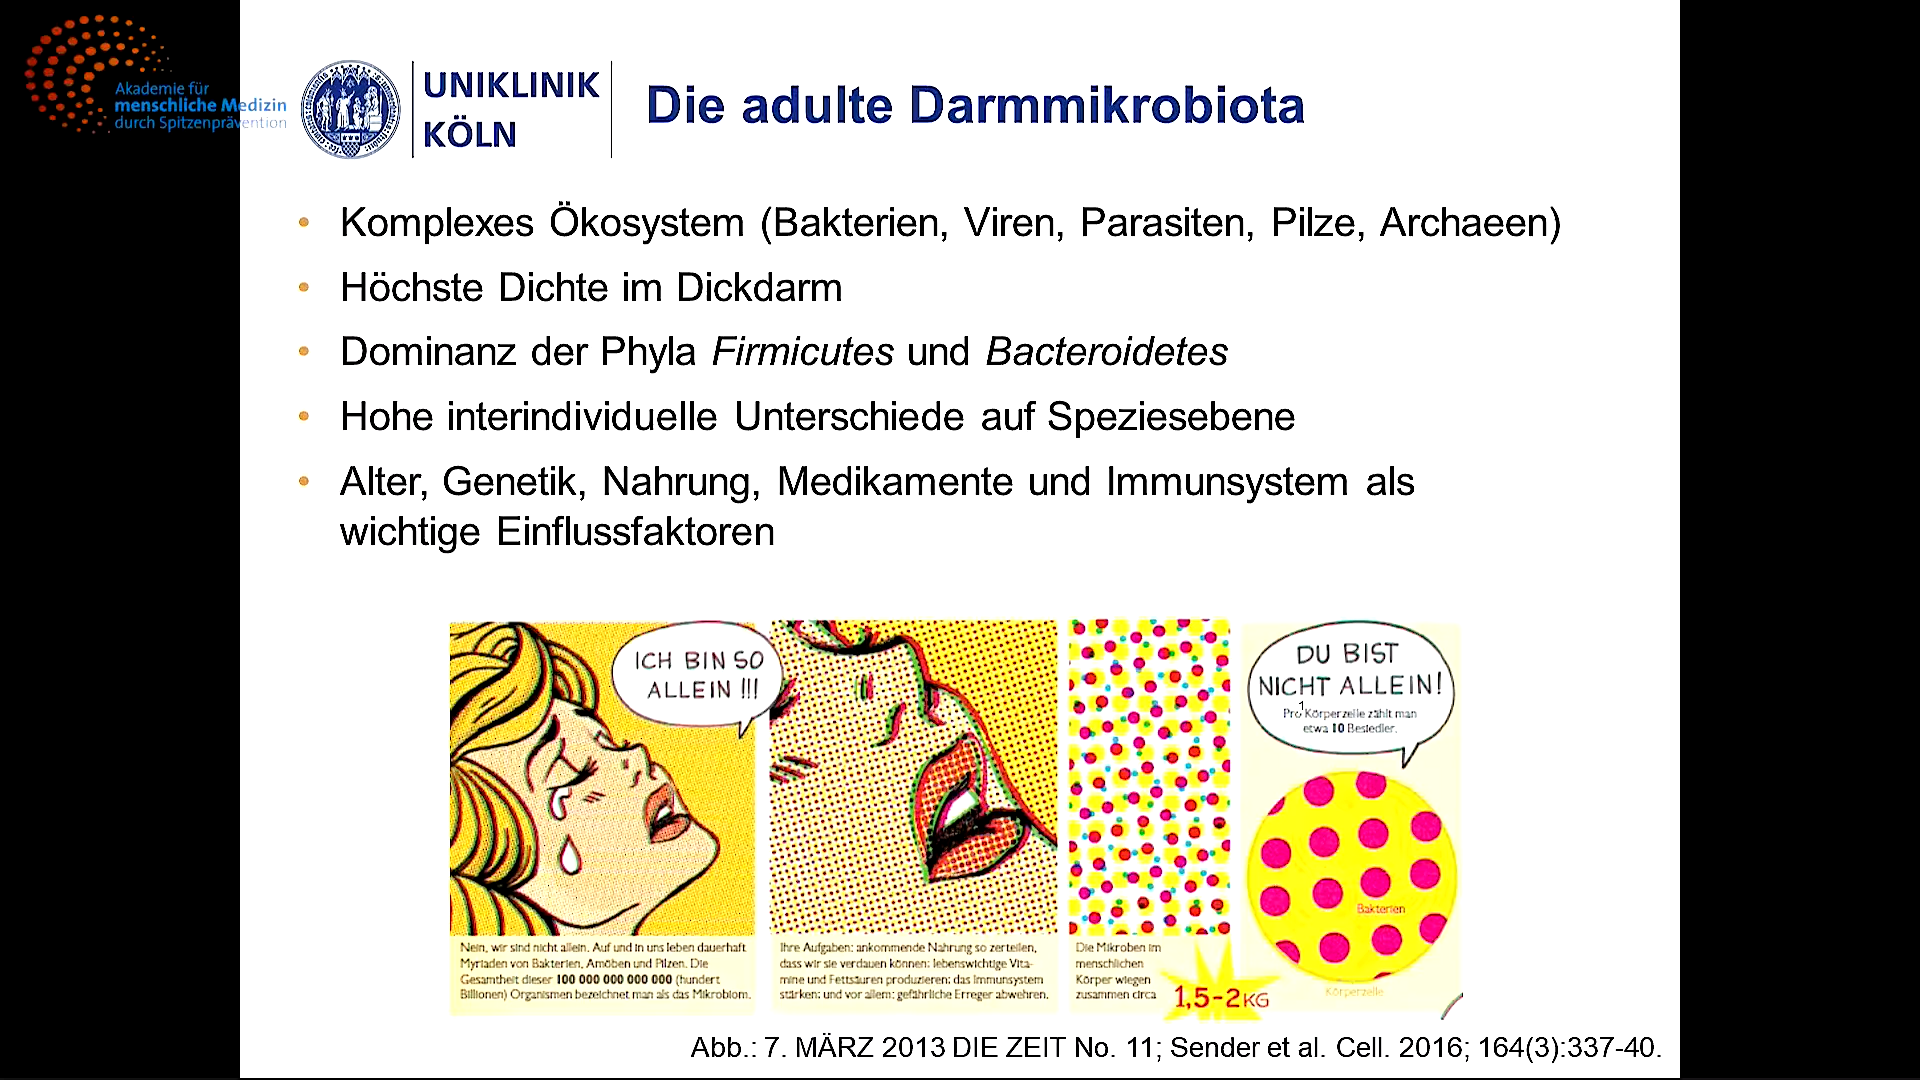 Akademie für
menschliche Medizin
durch Spitzenprävention
UNIKLINIK
KÖLN
Die adulte Darmmikrobiota
• Komplexes Ökosystem (Bakterien, Viren, Parasiten, Pilze, Archaeen)
• Höchste Dichte im Dickdarm
• Dominanz der Phyla Firmicutes und Bacteroidetes
• Hohe interindividuelle Unterschiede auf Speziesebene
• Alter, Genetik, Nahrung, Medikamente und Immunsystem als
wichtige Einflussfaktoren
ICH BIN SO
ALLEIN !!!
DU BIST
NICHT ALLEIN!
1
Pro Körperzelle zählt man
etwa 10 Besiedler.
Bakterien
Körperzelle
Nein, wir sind nicht allein. Auf und in uns leben dauerhaft
Myriaden von Bakterien, Amöben und Pilzen. Die
Gesamtheit dieser 100 000 000 000 000 (hundert
Billionen) Organismen bezeichnet man als das Mikrobiom.
Ihre Aufgaben: ankommende Nahrung so zerteilen,
dass wir sie verdauen können; lebenswichtige Vita-
mine und Fettsäuren produzieren; das Immunsystem
stärken; und vor allem: gefährliche Erreger abwehren.
Die Mikroben im
menschlichen
Körper wiegen
zusammen circa
1,5-2 KG
Abb.: 7. MÄRZ 2013 DIE ZEIT No. 11; Sender et al. Cell. 2016; 164(3):337-40.